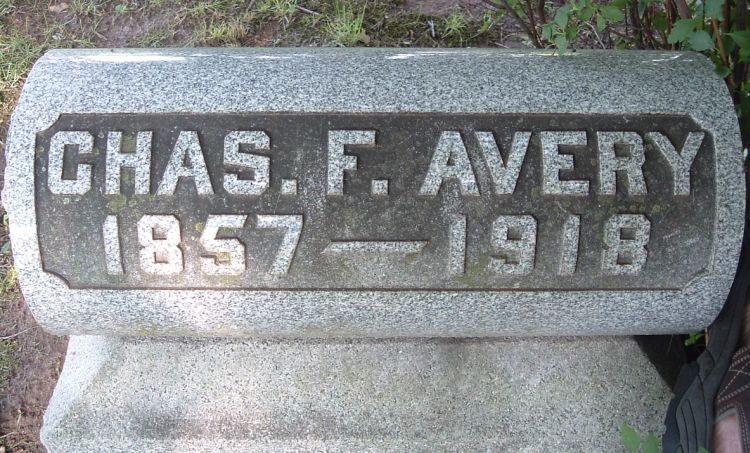 CHAS. F. AVERY
1857 — 1918